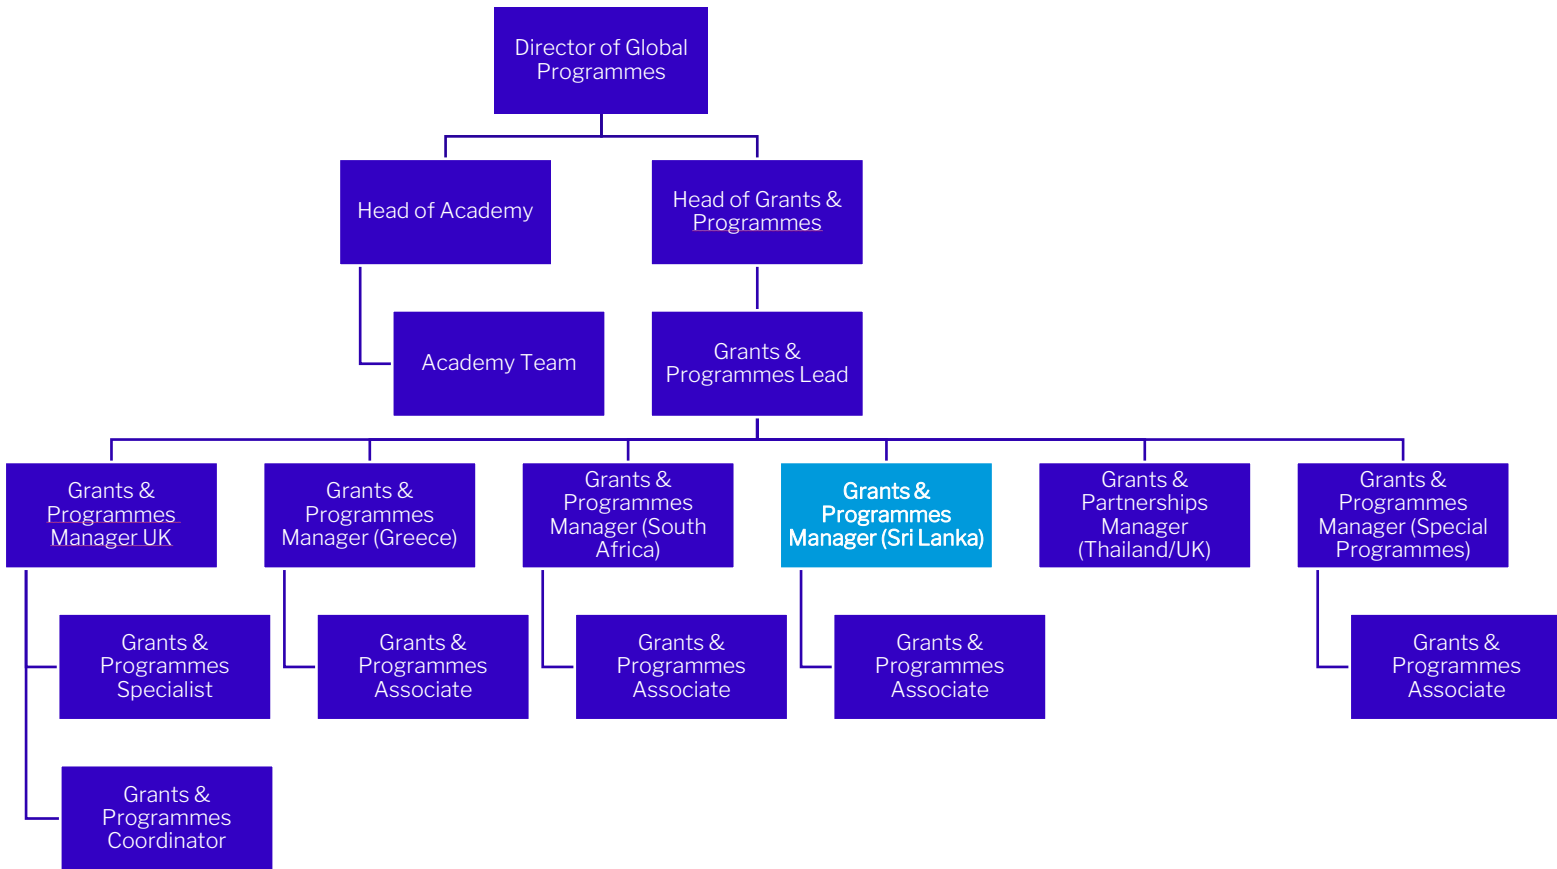 Director of Global
Programmes
Head of Academy
Head of Grants &
Programmes
Academy Team
Grants &
Programmes Lead
Grants &
Programmes
Manager UK
Grants &
Programmes
Manager (Greece)
Grants &
Programmes
Manager (South
Africa)
Grants &
Programmes
Manager (Sri Lanka)
Grants &
Partnerships
Manager
(Thailand/UK)
Grants &
Programmes
Manager (Special
Programmes)
Grants &
Programmes
Specialist
Grants &
Programmes
Associate
Grants &
Programmes
Associate
Grants &
Programmes
Associate
Grants &
Programmes
Associate
Grants &
Programmes
Coordinator